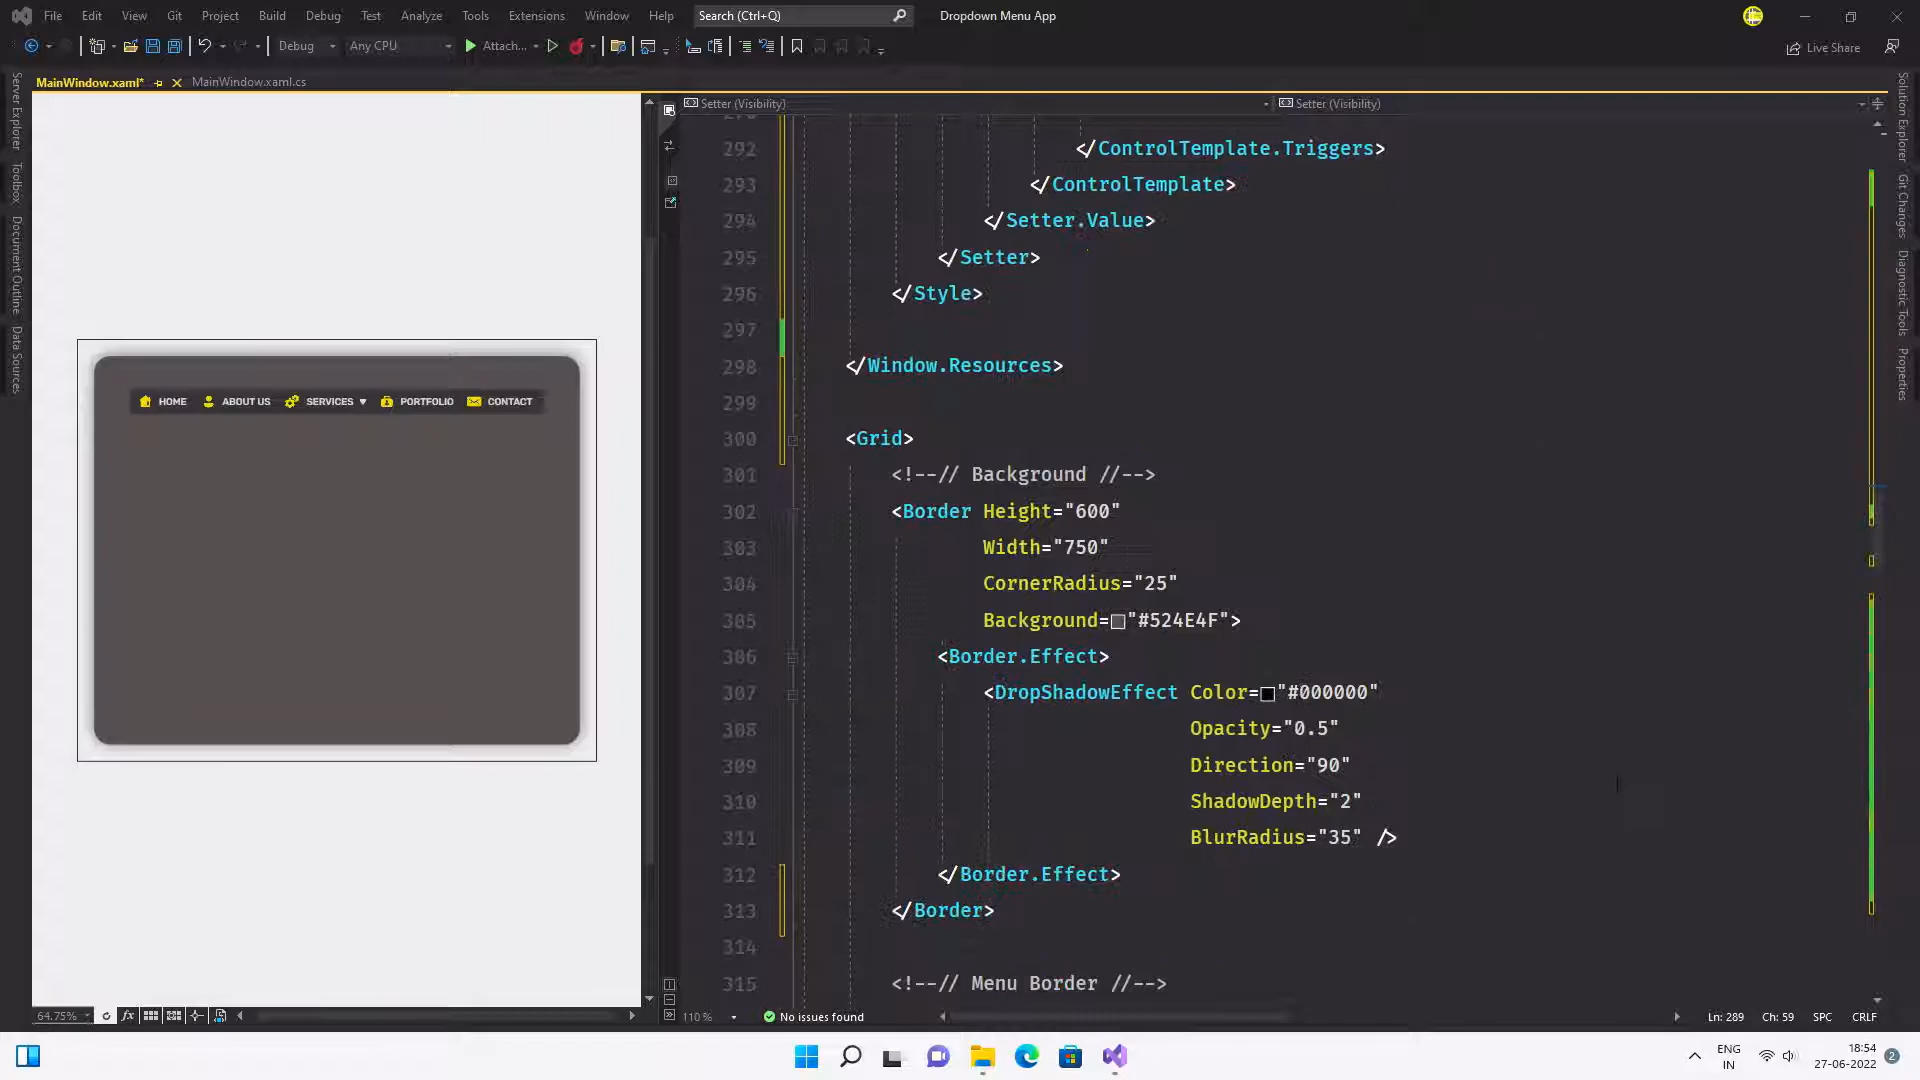 File Edit View Git Project Build Debug Test Analyze Tools Extensions Window Help Search (Ctrl+Q) Dropdown Menu App
Debug Any CPU Attach... Live Share
MainWindow.xaml* MainWindow.xaml.cs
Server Explorer
Toolbox
Document Outline
Data Sources
HOME ABOUT US SERVICES PORTFOLIO CONTACT
64.75%
Setter (Visibility) Setter (Visibility)
292 </ControlTemplate.Triggers>
293 </ControlTemplate>
294 </Setter.Value>
295 </Setter>
296 </Style>
297
298 </Window.Resources>
299
300 <Grid>
301 <!--// Background //-->
302 <Border Height="600"
303 Width="750"
304 CornerRadius="25"
305 Background="#524E4F">
306 <Border.Effect>
307 <DropShadowEffect Color="#000000"
308 Opacity="0.5"
309 Direction="90"
310 ShadowDepth="2"
311 BlurRadius="35" />
312 </Border.Effect>
313 </Border>
314
315 <!--// Menu Border //-->
110 % No issues found Ln: 289 Ch: 59 SPC CRLF
Solution Explorer
Git Changes
Diagnostic Tools
Properties
ENG
IN
18:54
27-06-2022
2